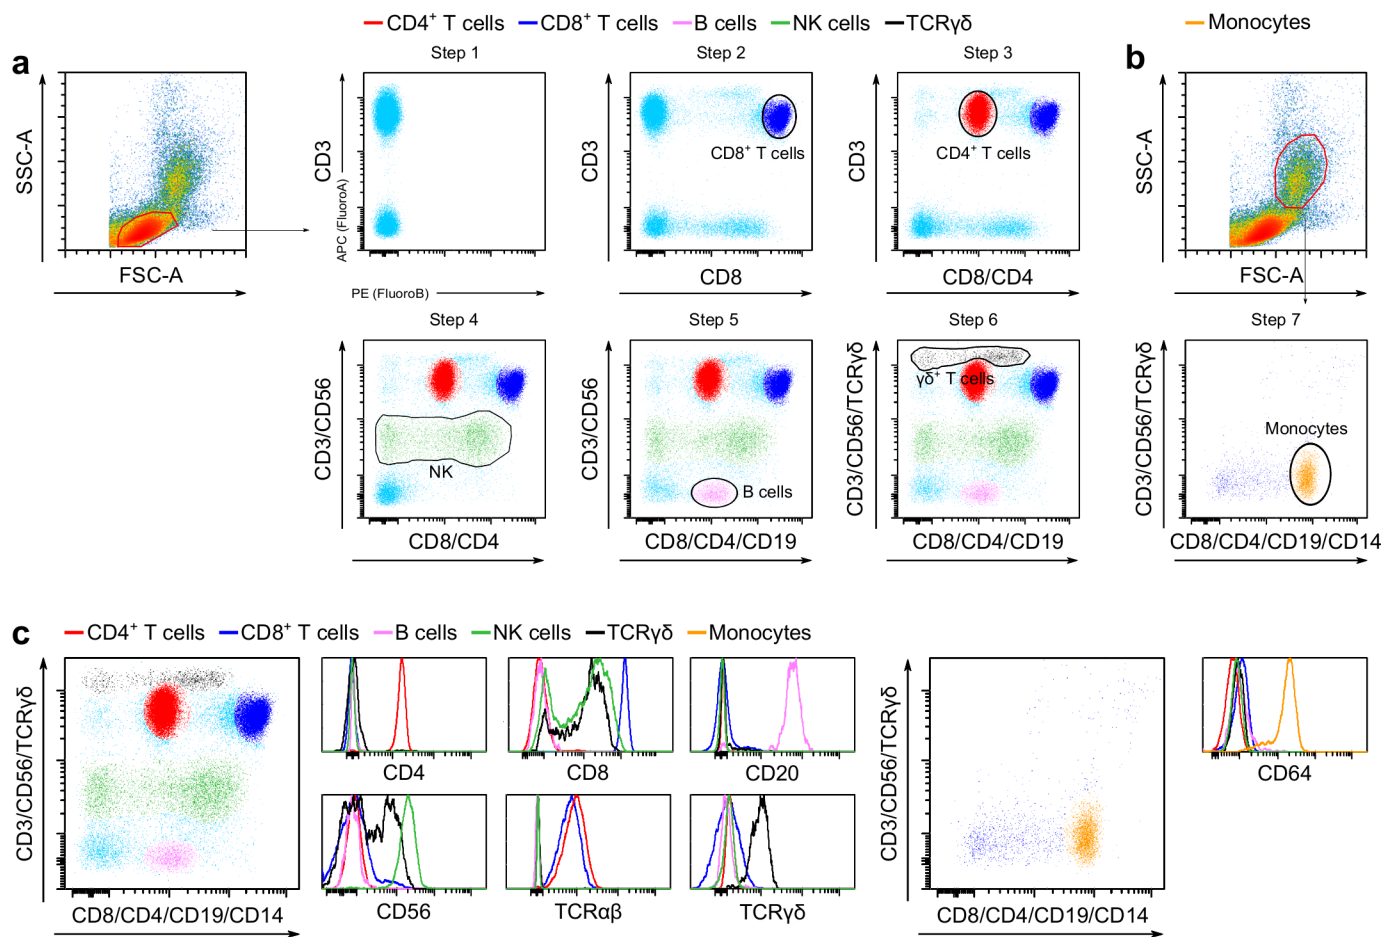 CD4⁺ T cells CD8⁺ T cells B cells NK cells TCRγδ
Monocytes
a
SSC-A
FSC-A
Step 1
CD3
APC (FluoroA)
PE (FluoroB)
Step 2
CD3
CD8⁺ T cells
CD8
Step 3
CD3
CD4⁺ T cells
CD8/CD4
b
SSC-A
FSC-A
Step 4
CD3/CD56
NK
CD8/CD4
Step 5
CD3/CD56
B cells
CD8/CD4/CD19
Step 6
CD3/CD56/TCRγδ
γδ⁺ T cells
CD8/CD4/CD19
Step 7
CD3/CD56/TCRγδ
Monocytes
CD8/CD4/CD19/CD14
c
CD4⁺ T cells CD8⁺ T cells B cells NK cells TCRγδ Monocytes
CD3/CD56/TCRγδ
CD8/CD4/CD19/CD14
CD4
CD8
CD20
CD56
TCRαβ
TCRγδ
CD3/CD56/TCRγδ
CD8/CD4/CD19/CD14
CD64